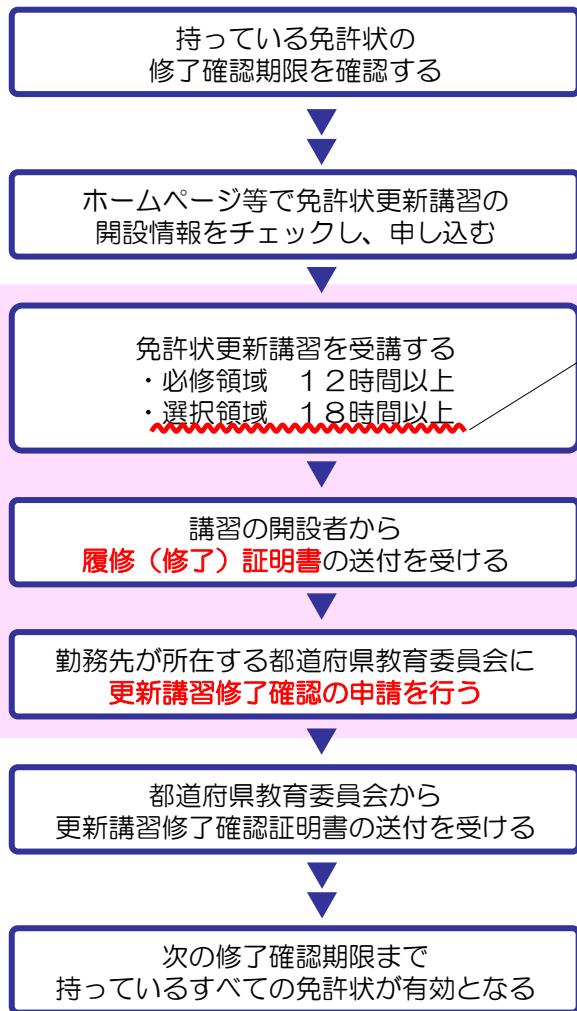 持っている免許状の
修了確認期限を確認する
ホームページ等で免許状更新講習の
開設情報をチェックし、申し込む
免許状更新講習を受講する
・必修領域　１２時間以上
・選択領域　１８時間以上
講習の開設者から
履修（修了）証明書の送付を受ける
勤務先が所在する都道府県教育委員会に
更新講習修了確認の申請を行う
都道府県教育委員会から
更新講習修了確認証明書の送付を受ける
次の修了確認期限まで
持っているすべての免許状が有効となる